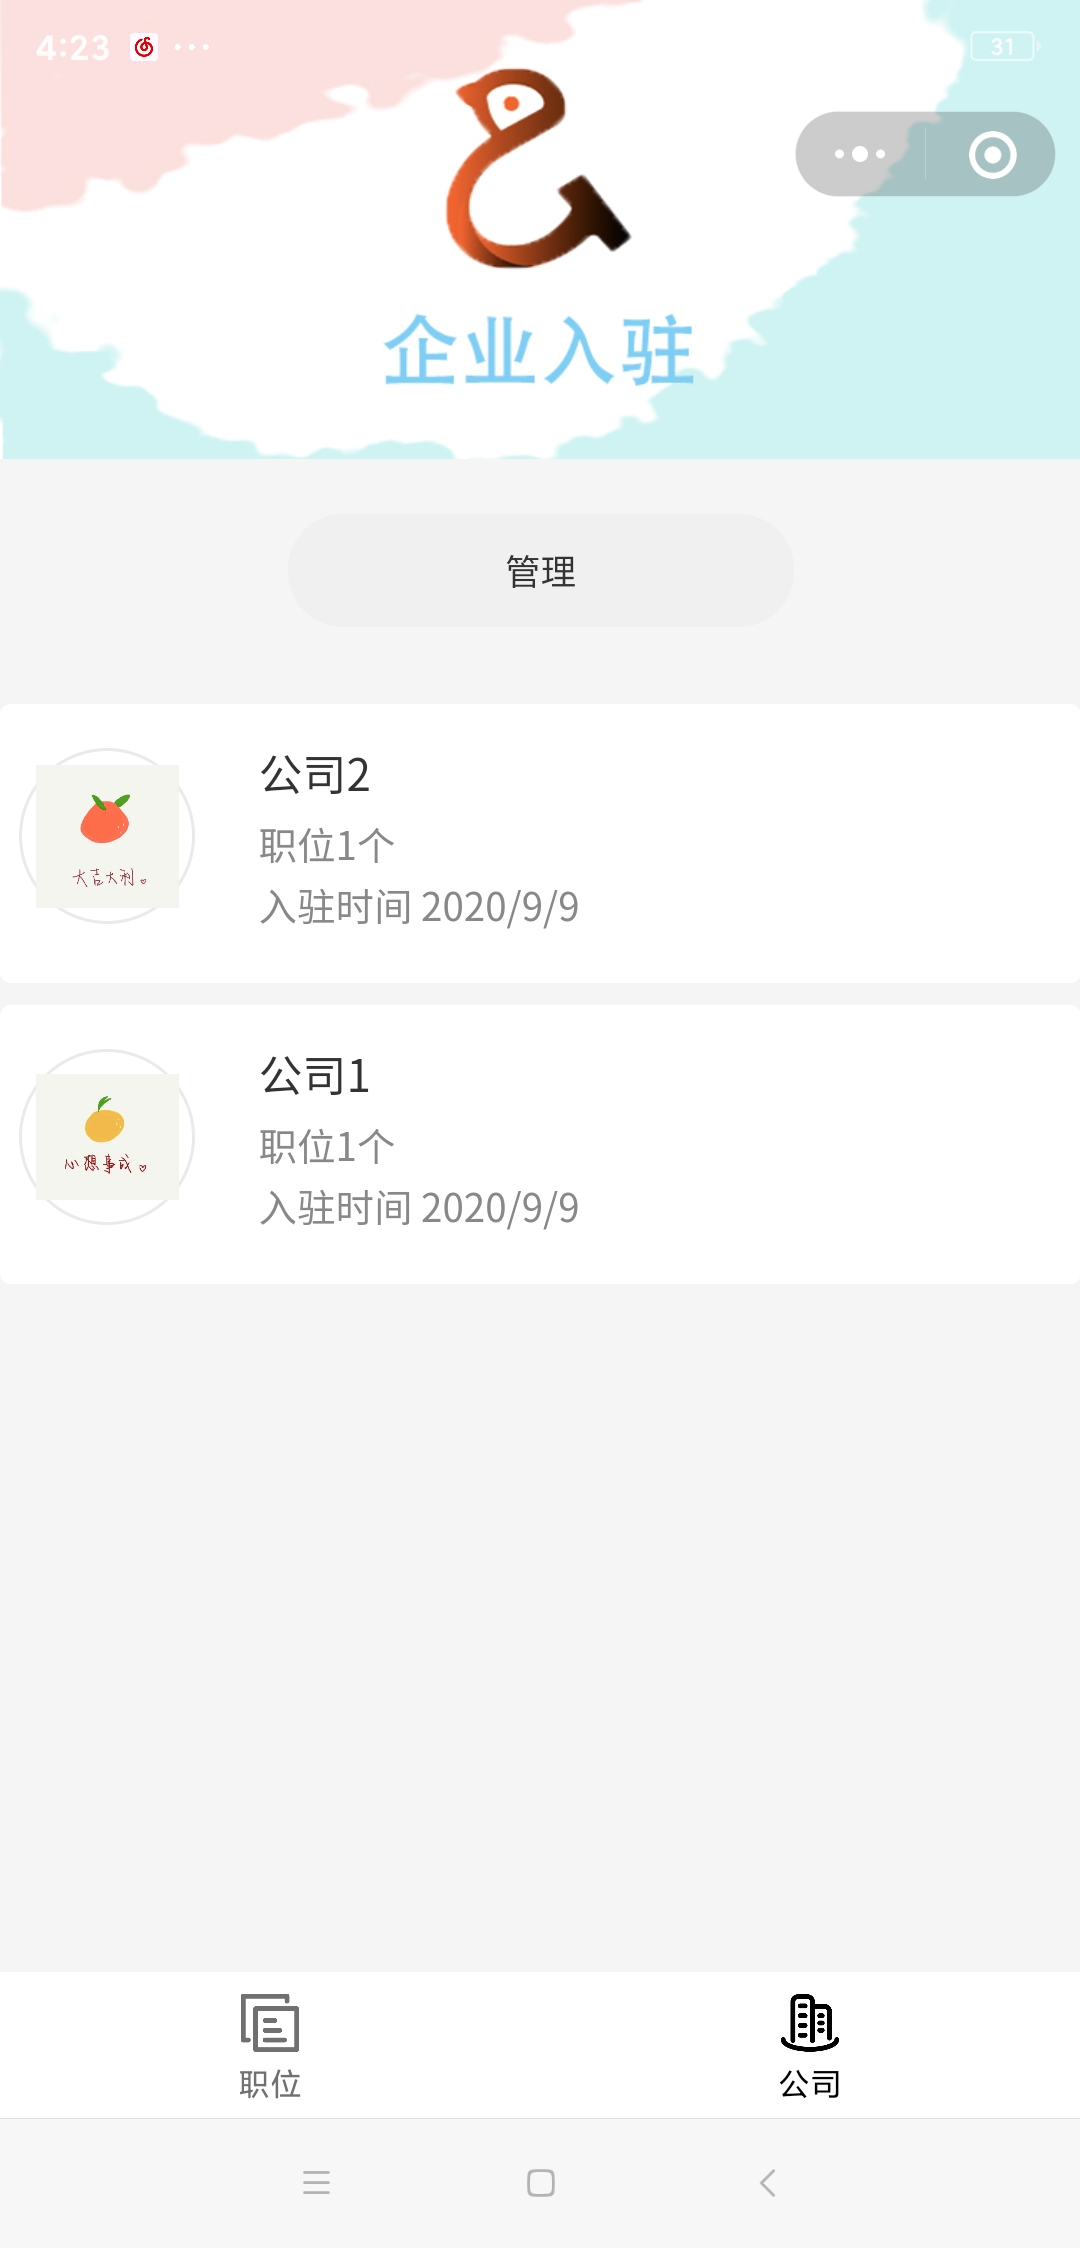 4:23
31
企业入驻
管理
公司2
职位1个
入驻时间 2020/9/9
大吉大利。
公司1
职位1个
入驻时间 2020/9/9
心想事成。
职位
公司